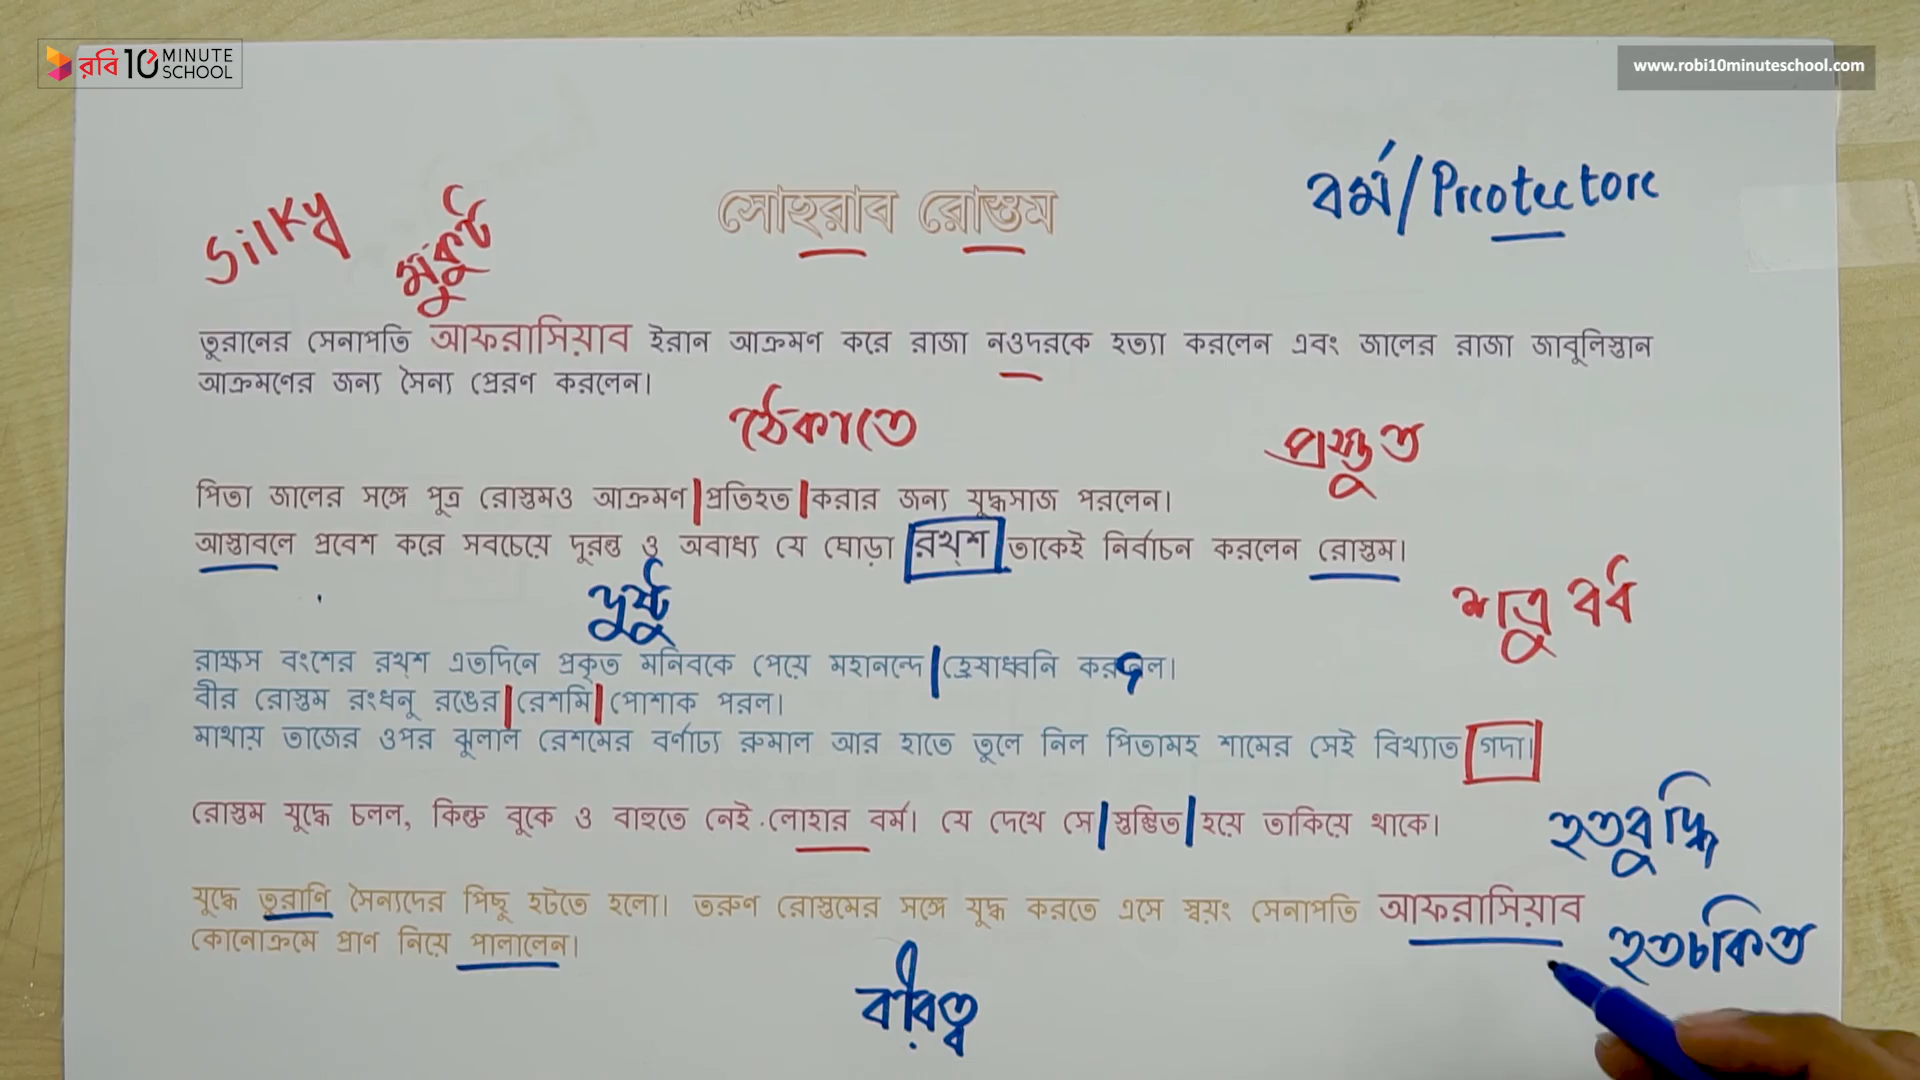 রবি 10 MINUTE SCHOOL
www.robi10minuteschool.com
বর্ম/Protector
Silky
মুকুট
সোহরাব রোস্তম
তুরানের সেনাপতি আফরাসিয়াব ইরান আক্রমণ করে রাজা নওদরকে হত্যা করলেন এবং জালের রাজা জাবুলিস্তান
আক্রমণের জন্য সৈন্য প্রেরণ করলেন।
ঠেকাতে
প্রস্তুত
পিতা জালের সঙ্গে পুত্র রোস্তমও আক্রমণ প্রতিহত করার জন্য যুদ্ধসাজ পরলেন।
আস্তাবলে প্রবেশ করে সবচেয়ে দুরন্ত ও অবাধ্য যে ঘোড়া রখ্শ তাকেই নির্বাচন করলেন রোস্তম।
দুষ্টু
শত্রু বধ
রাক্ষস বংশের রখ্শ এতদিনে প্রকৃত মনিবকে পেয়ে মহানন্দে হ্রেষাধ্বনি করল।
বীর রোস্তম রংধনু রঙের রেশমি পোশাক পরল।
মাথায় তাজের ওপর ঝুলাল রেশমের বর্ণাঢ্য রুমাল আর হাতে তুলে নিল পিতামহ শামের সেই বিখ্যাত গদা।
রোস্তম যুদ্ধে চলল, কিন্তু বুকে ও বাহুতে নেই লোহার বর্ম। যে দেখে সে স্তম্ভিত হয়ে তাকিয়ে থাকে।
হতবুদ্ধি
যুদ্ধে তুরাণি সৈন্যদের পিছু হটতে হলো। তরুণ রোস্তমের সঙ্গে যুদ্ধ করতে এসে স্বয়ং সেনাপতি আফরাসিয়াব
কোনোক্রমে প্রাণ নিয়ে পালালেন।
হতচকিত
বীরত্ব